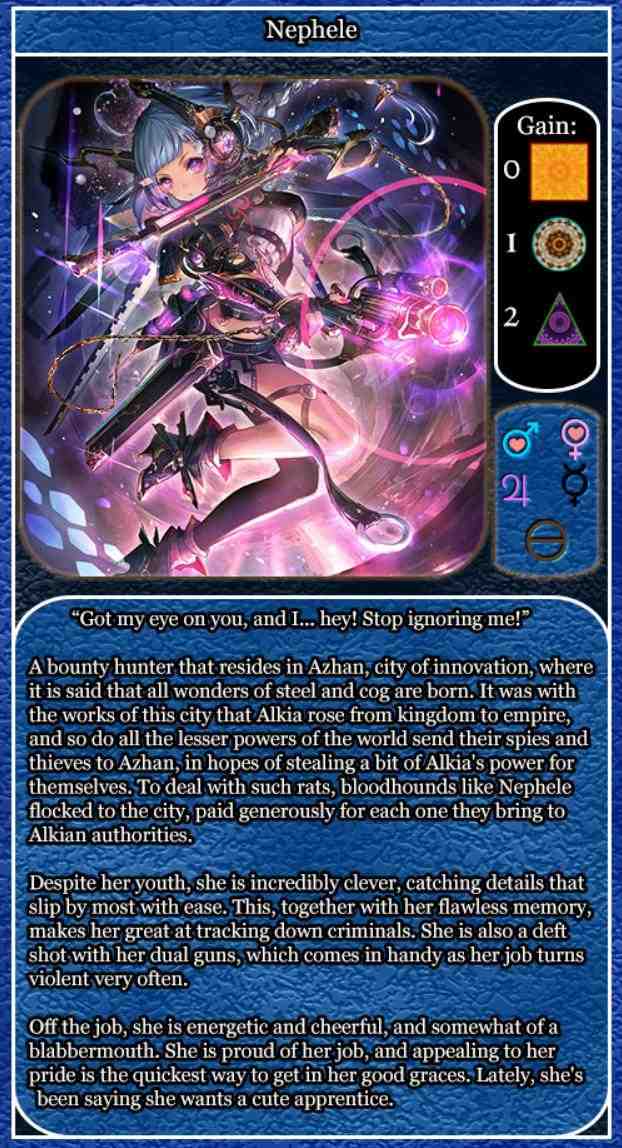 Nephele
Gain:
0
1
2
“Got my eye on you, and I... hey! Stop ignoring me!”
A bounty hunter that resides in Azhan, city of innovation, where
it is said that all wonders of steel and cog are born. It was with
the works of this city that Alkia rose from kingdom to empire,
and so do all the lesser powers of the world send their spies and
thieves to Azhan, in hopes of stealing a bit of Alkia's power for
themselves. To deal with such rats, bloodhounds like Nephele
flocked to the city, paid generously for each one they bring to
Alkian authorities.
Despite her youth, she is incredibly clever, catching details that
slip by most with ease. This, together with her flawless memory,
makes her great at tracking down criminals. She is also a deft
shot with her dual guns, which comes in handy as her job turns
violent very often.
Off the job, she is energetic and cheerful, and somewhat of a
blabbermouth. She is proud of her job, and appealing to her
pride is the quickest way to get in her good graces. Lately, she's
been saying she wants a cute apprentice.